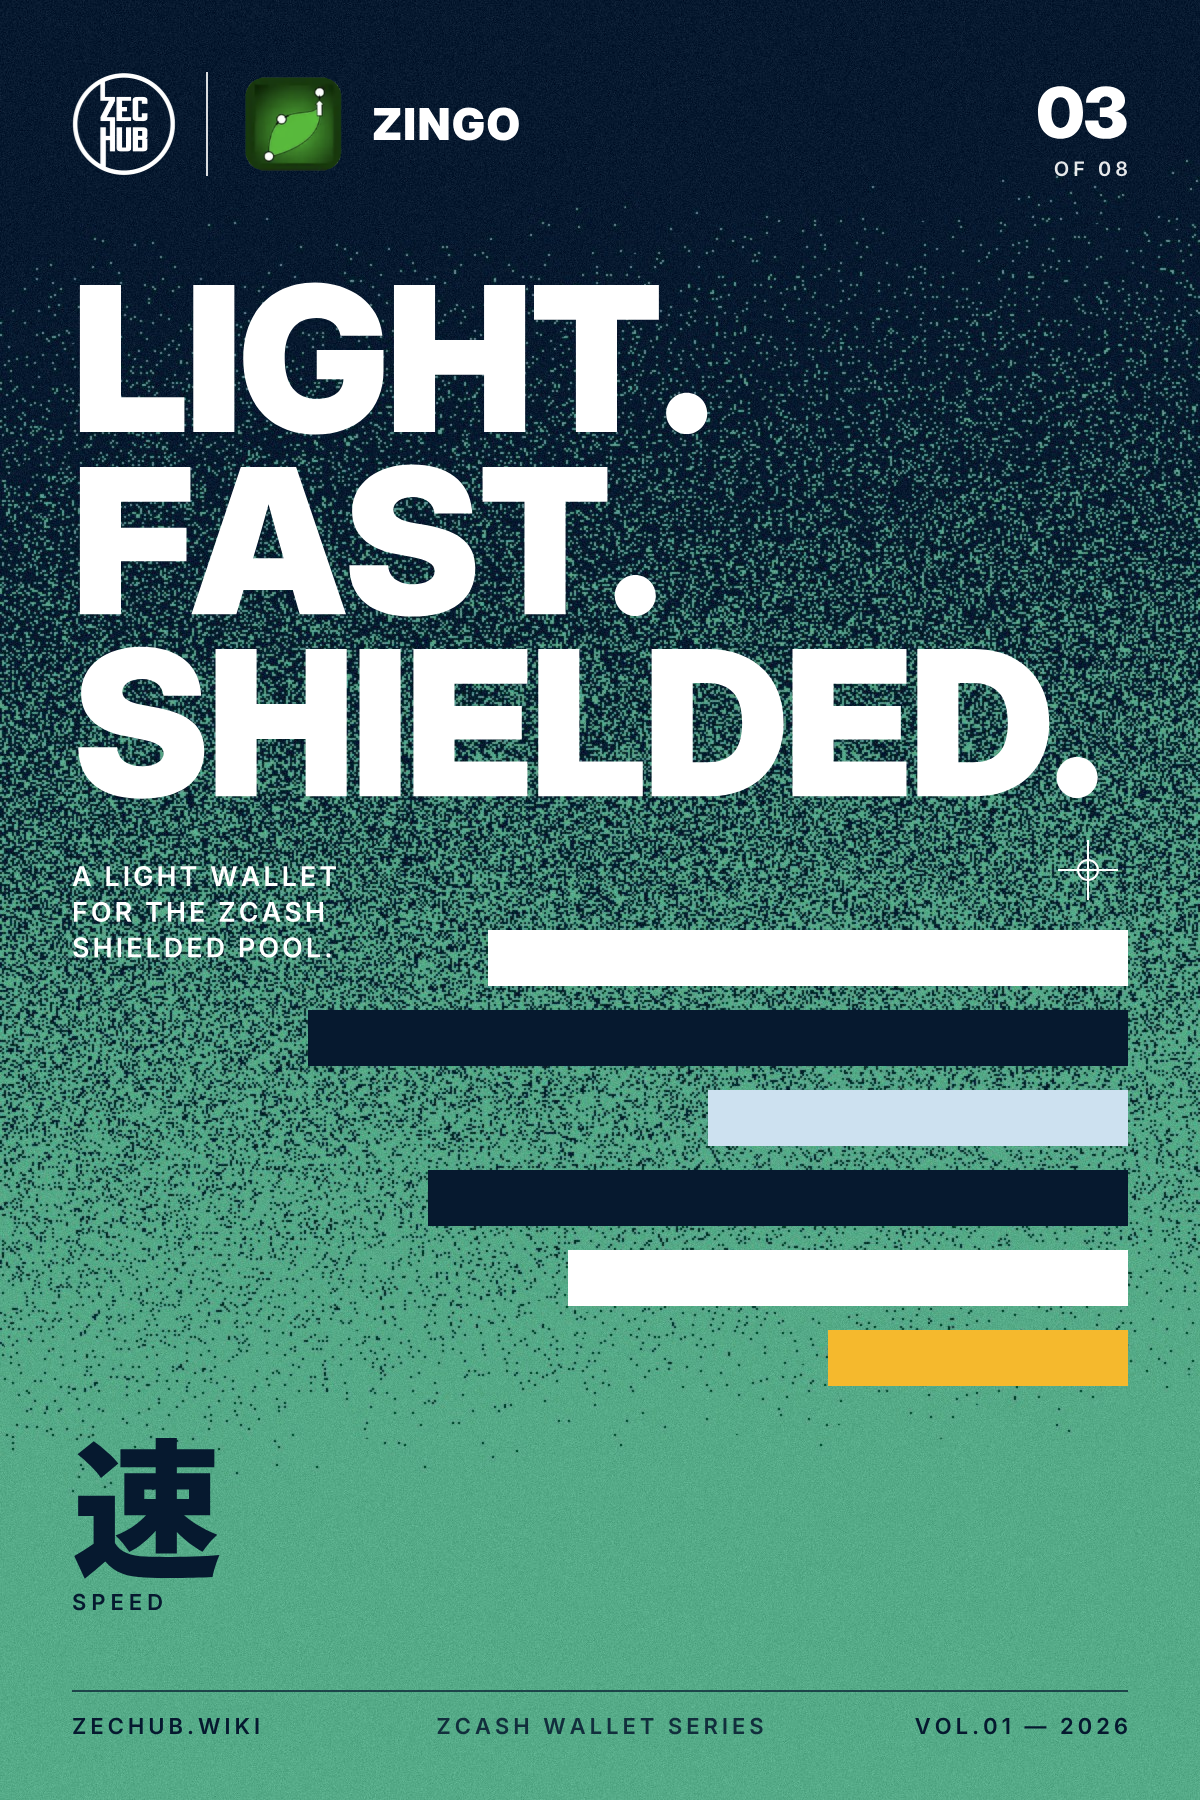 ZEC
HUB
ZINGO
03
OF 08
LIGHT.
FAST.
SHIELDED.
A LIGHT WALLET
FOR THE ZCASH
SHIELDED POOL.
速
SPEED
ZECHUB.WIKI
ZCASH WALLET SERIES
VOL.01 — 2026